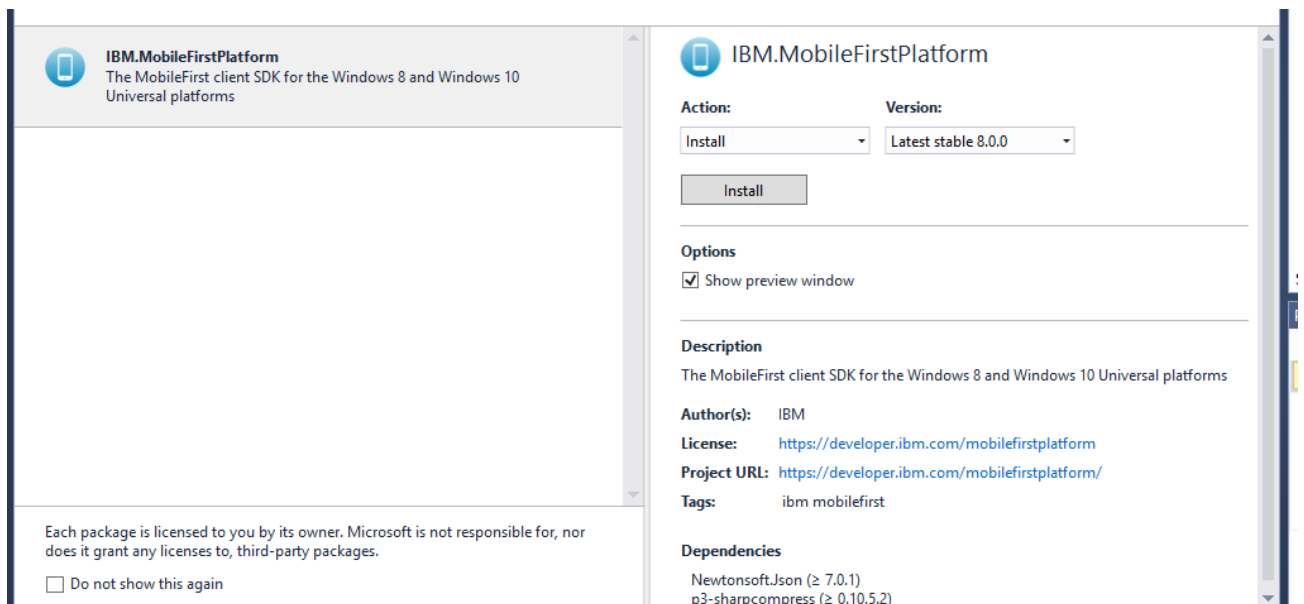 IBM.MobileFirstPlatform
The MobileFirst client SDK for the Windows 8 and Windows 10
Universal platforms
Each package is licensed to you by its owner. Microsoft is not responsible for, nor
does it grant any licenses to, third-party packages.
Do not show this again
IBM.MobileFirstPlatform
Action: Version:
Install Latest stable 8.0.0
Install
Options
Show preview window
Description
The MobileFirst client SDK for the Windows 8 and Windows 10 Universal platforms
Author(s): IBM
License: https://developer.ibm.com/mobilefirstplatform
Project URL: https://developer.ibm.com/mobilefirstplatform/
Tags: ibm mobilefirst
Dependencies
Newtonsoft.Json (≥ 7.0.1)
p3-sharpcompress (≥ 0.10.5.2)